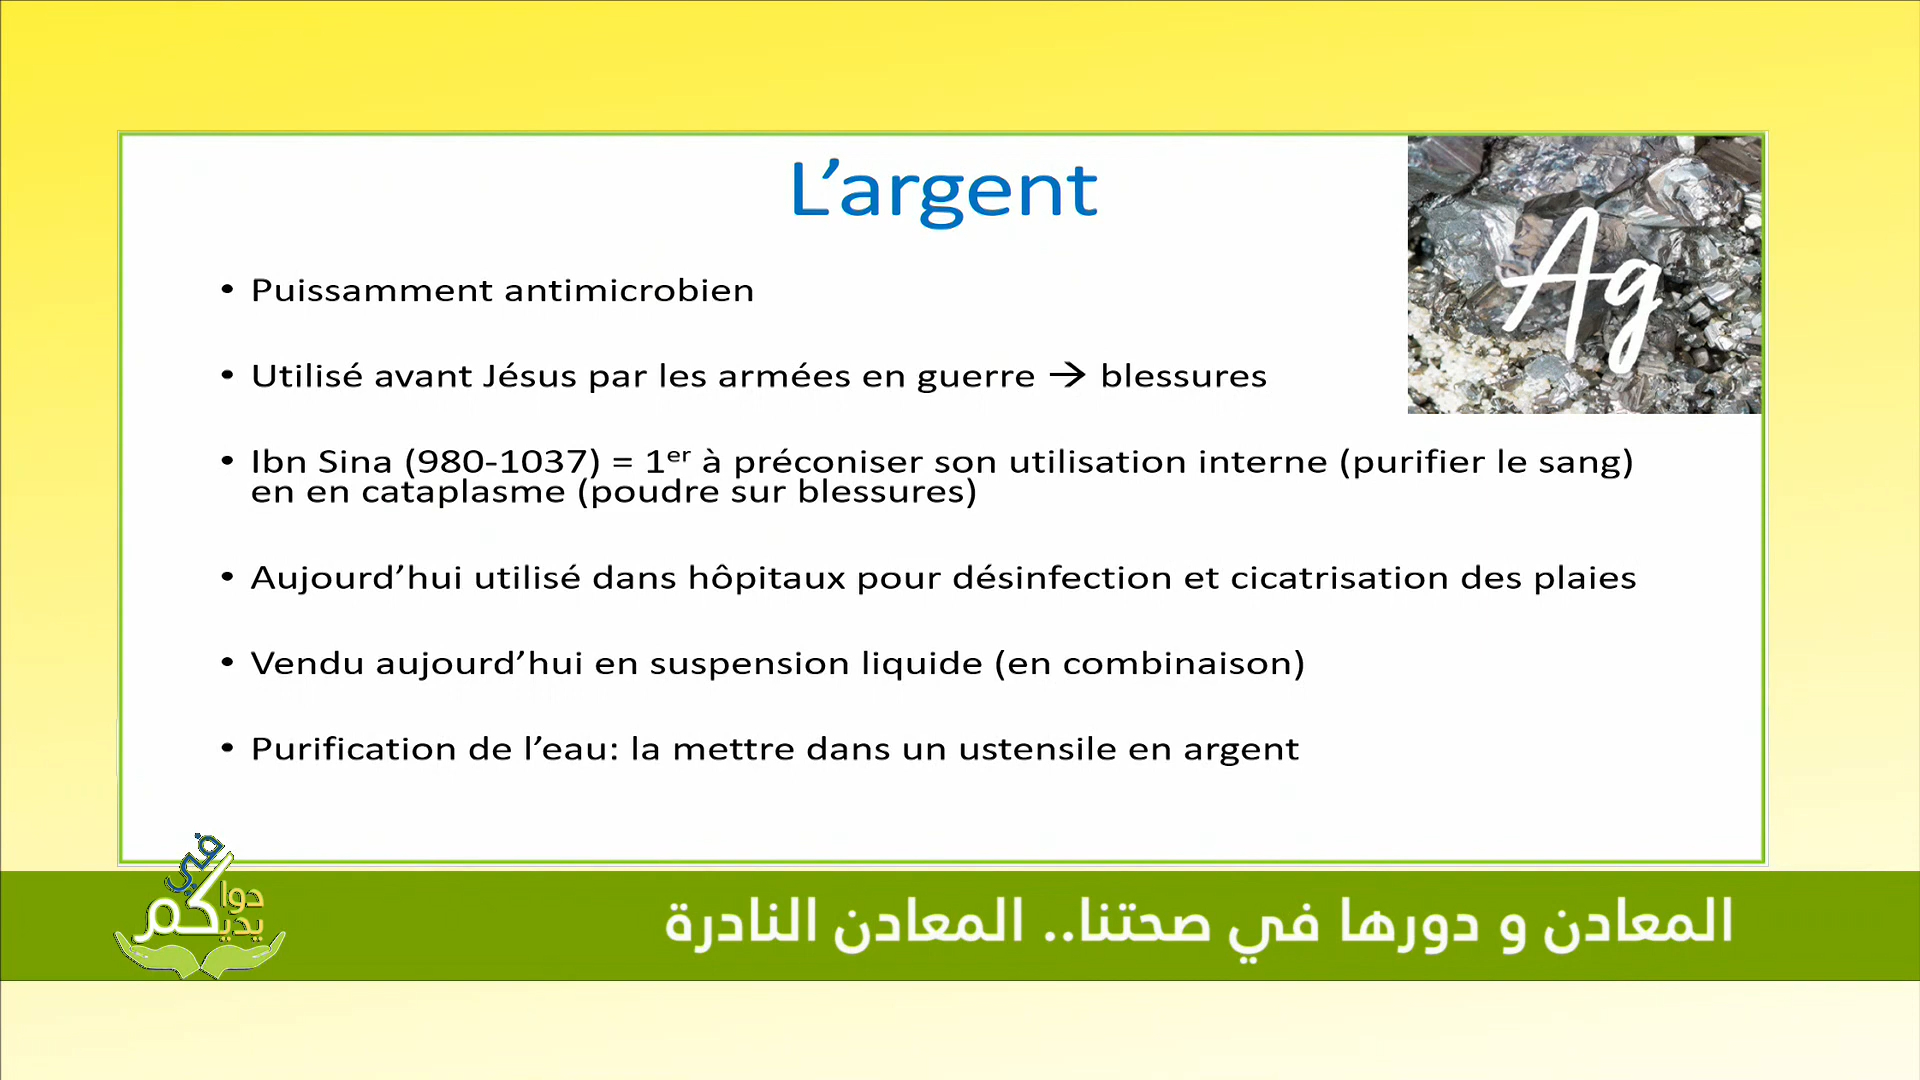 L’argent
Ag
• Puissamment antimicrobien
• Utilisé avant Jésus par les armées en guerre → blessures
• Ibn Sina (980-1037) = 1er à préconiser son utilisation interne (purifier le sang)
en en cataplasme (poudre sur blessures)
• Aujourd’hui utilisé dans hôpitaux pour désinfection et cicatrisation des plaies
• Vendu aujourd’hui en suspension liquide (en combinaison)
• Purification de l’eau: la mettre dans un ustensile en argent
دواكم في يديكم
المعادن و دورها في صحتنا.. المعادن النادرة